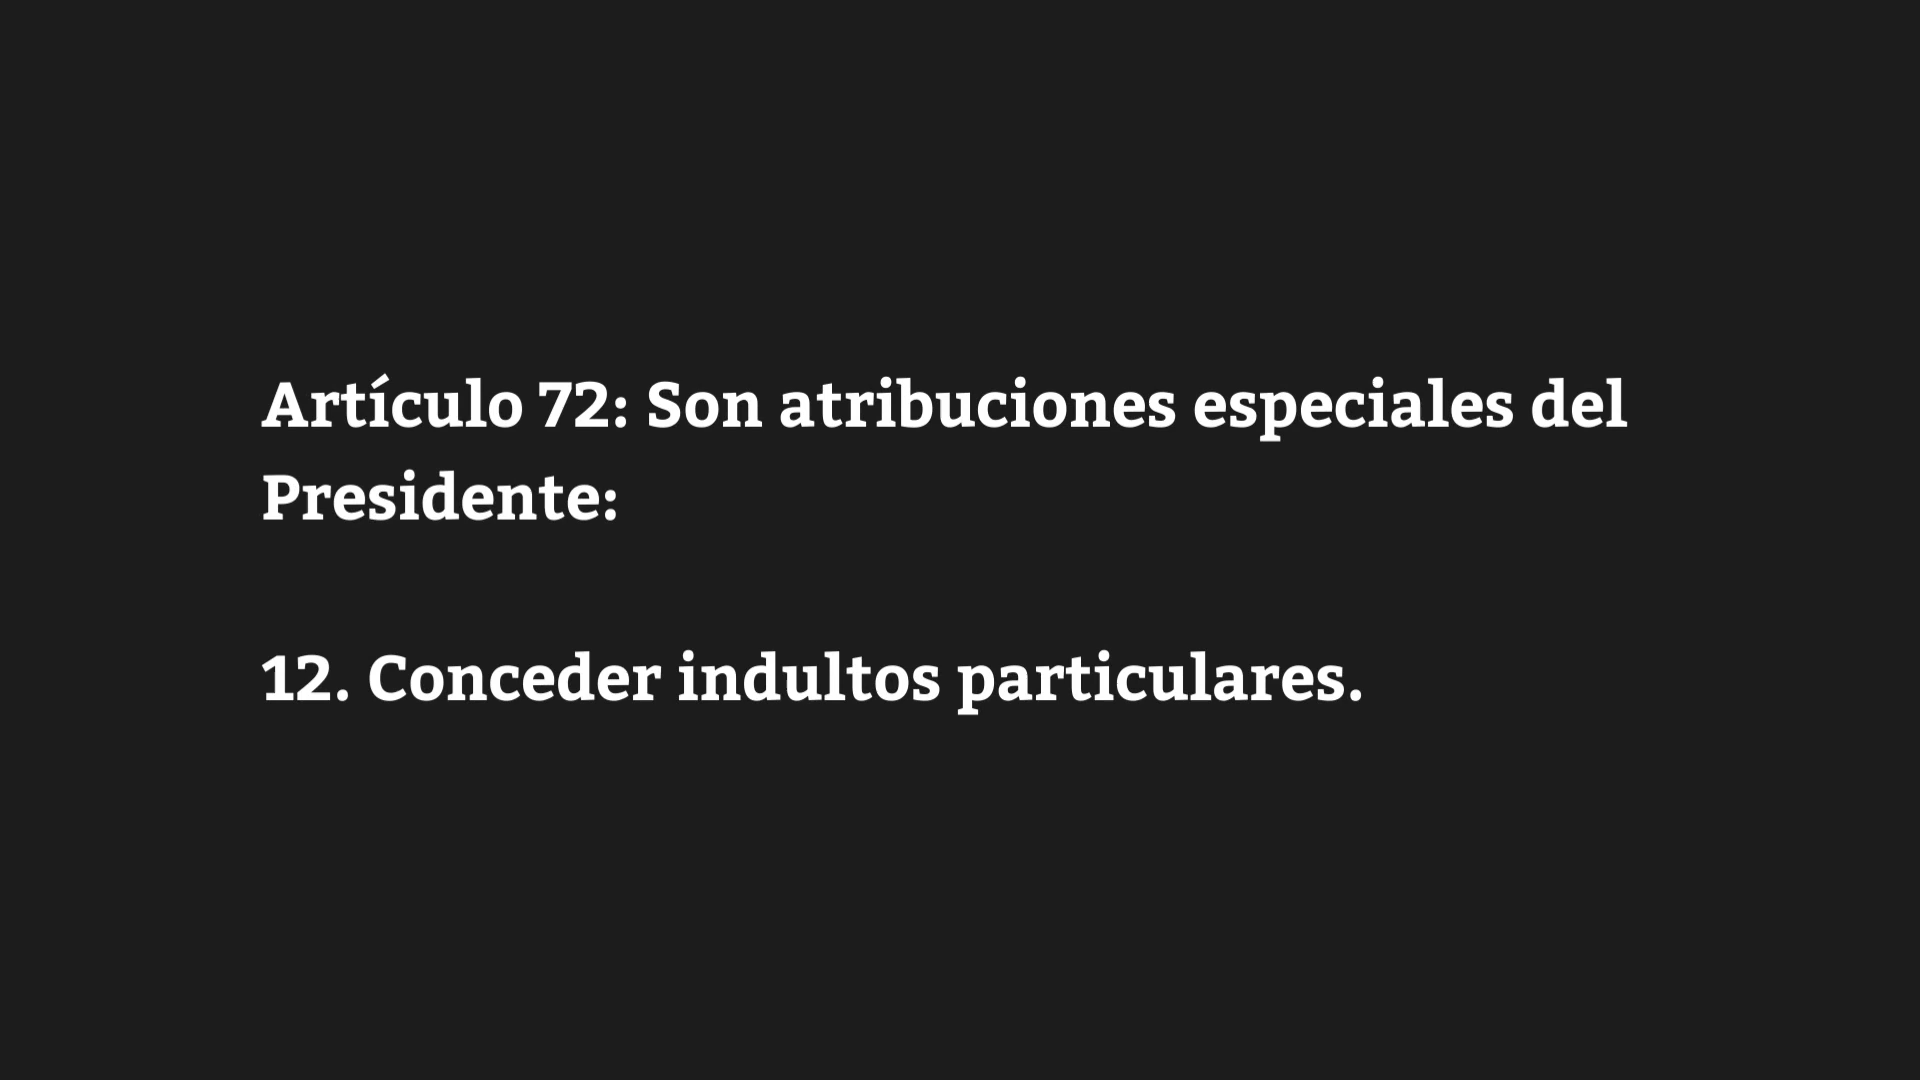 Artículo 72: Son atribuciones especiales del
Presidente:
12. Conceder indultos particulares.